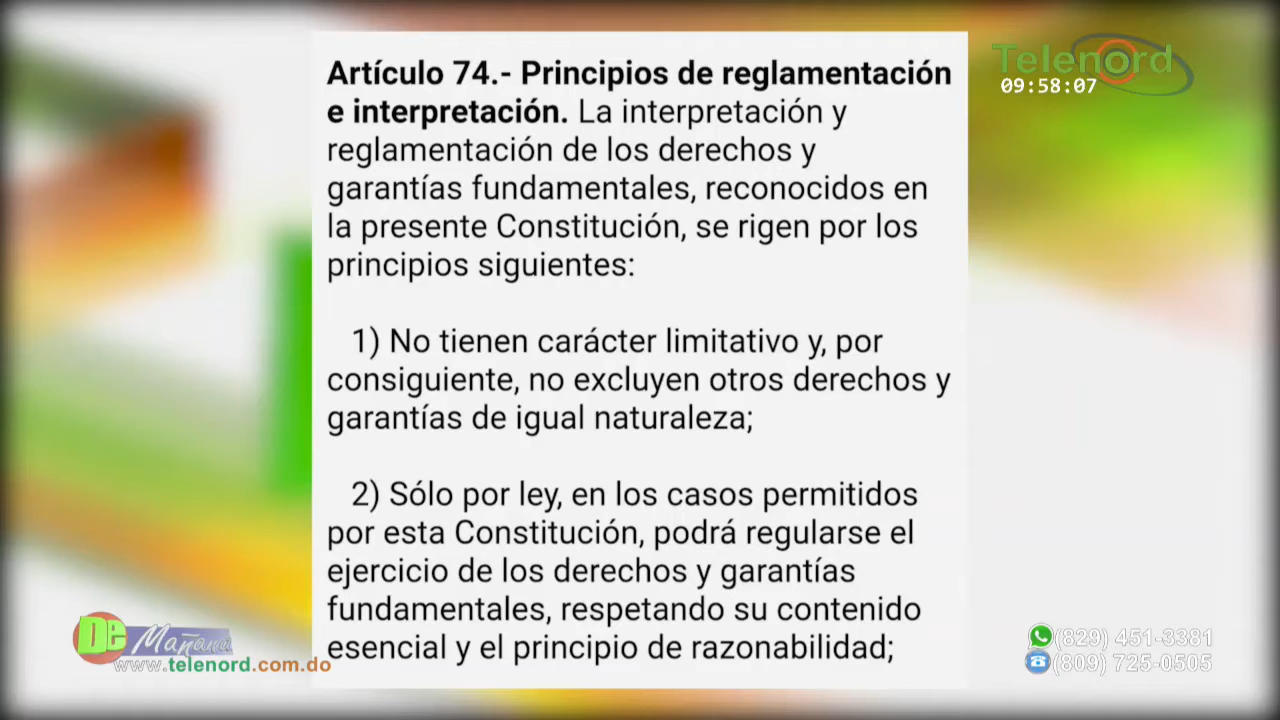 Telenord
09:58:07
Artículo 74.- Principios de reglamentación
e interpretación. La interpretación y
reglamentación de los derechos y
garantías fundamentales, reconocidos en
la presente Constitución, se rigen por los
principios siguientes:
1) No tienen carácter limitativo y, por
consiguiente, no excluyen otros derechos y
garantías de igual naturaleza;
2) Sólo por ley, en los casos permitidos
por esta Constitución, podrá regularse el
ejercicio de los derechos y garantías
fundamentales, respetando su contenido
esencial y el principio de razonabilidad;
De Mañana
www.telenord.com.do
(829) 451-3381
(809) 725-0505